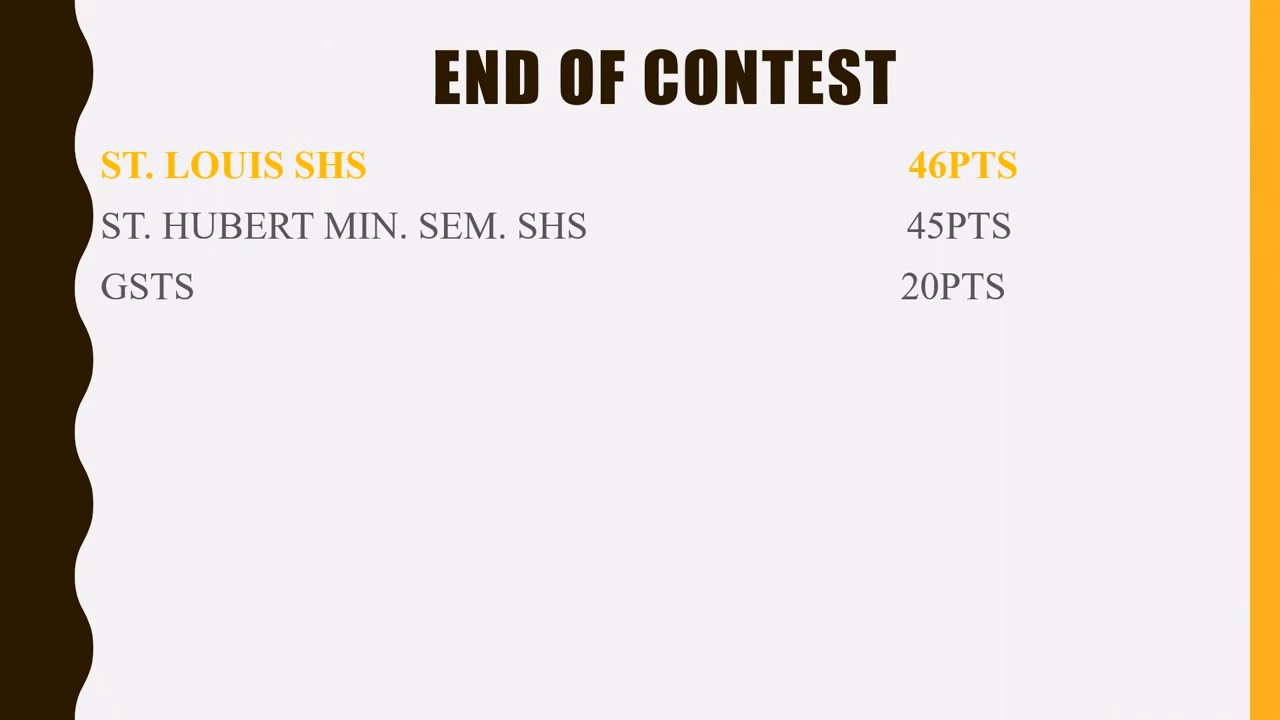 END OF CONTEST
ST. LOUIS SHS 46PTS
ST. HUBERT MIN. SEM. SHS 45PTS
GSTS 20PTS